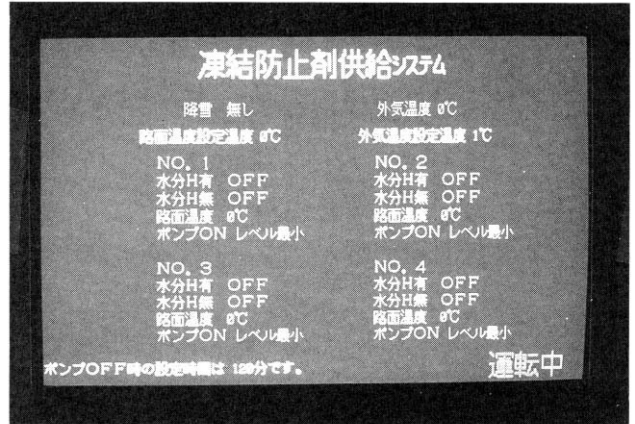 凍結防止剤供給システム
降雪 無し
外気温度 0℃
路面温度設定温度 0℃
外気温度設定温度 1℃
NO. 1
水分H有 OFF
水分H無 OFF
路面温度 0℃
ポンプON レベル最小
NO. 2
水分H有 OFF
水分H無 OFF
路面温度 0℃
ポンプON レベル最小
NO. 3
水分H有 OFF
水分H無 OFF
路面温度 0℃
ポンプON レベル最小
NO. 4
水分H有 OFF
水分H無 OFF
路面温度 0℃
ポンプON レベル最小
ポンプOFF時の設定時間は 120分です。
運転中